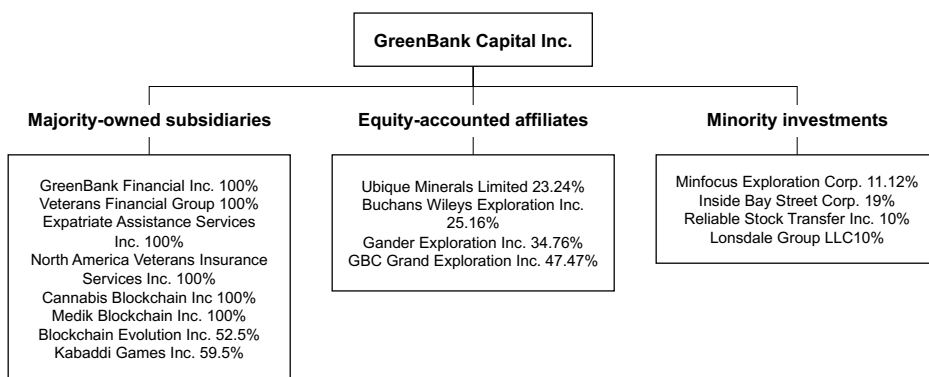 GreenBank Capital Inc.
Majority-owned subsidiaries
GreenBank Financial Inc. 100%
Veterans Financial Group 100%
Expatriate Assistance Services
Inc. 100%
North America Veterans Insurance
Services Inc. 100%
Cannabis Blockchain Inc 100%
Medik Blockchain Inc. 100%
Blockchain Evolution Inc. 52.5%
Kabaddi Games Inc. 59.5%
Equity-accounted affiliates
Ubique Minerals Limited 23.24%
Buchans Wileys Exploration Inc.
25.16%
Gander Exploration Inc. 34.76%
GBC Grand Exploration Inc. 47.47%
Minority investments
Minfocus Exploration Corp. 11.12%
Inside Bay Street Corp. 19%
Reliable Stock Transfer Inc. 10%
Lonsdale Group LLC10%